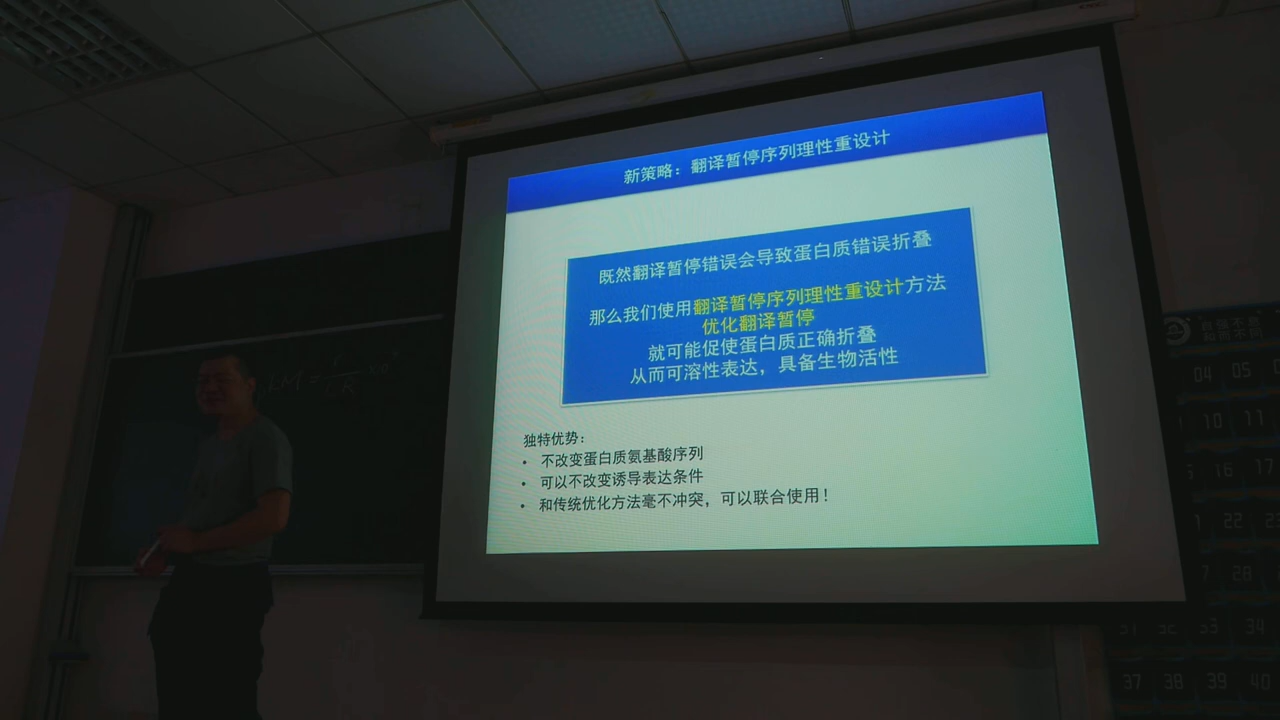 新策略：翻译暂停序列理性重设计
既然翻译暂停错误会导致蛋白质错误折叠
那么我们使用翻译暂停序列理性重设计方法
优化翻译暂停
就可能促使蛋白质正确折叠
从而可溶性表达，具备生物活性
独特优势：
• 不改变蛋白质氨基酸序列
• 可以不改变诱导表达条件
• 和传统优化方法毫不冲突，可以联合使用！
04 05
10 11
16 17
22
28
33 34
37 38 39 40